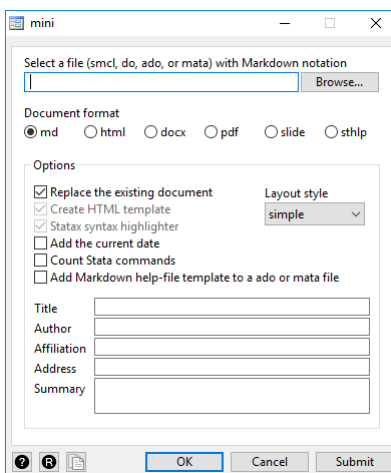 mini
Select a file (smcl, do, ado, or mata) with Markdown notation
Browse...
Document format
md html docx pdf slide sthlp
Options
Replace the existing document Layout style
Create HTML template simple
Statax syntax highlighter
Add the current date
Count Stata commands
Add Markdown help-file template to a ado or mata file
Title
Author
Affiliation
Address
Summary
? R OK Cancel Submit